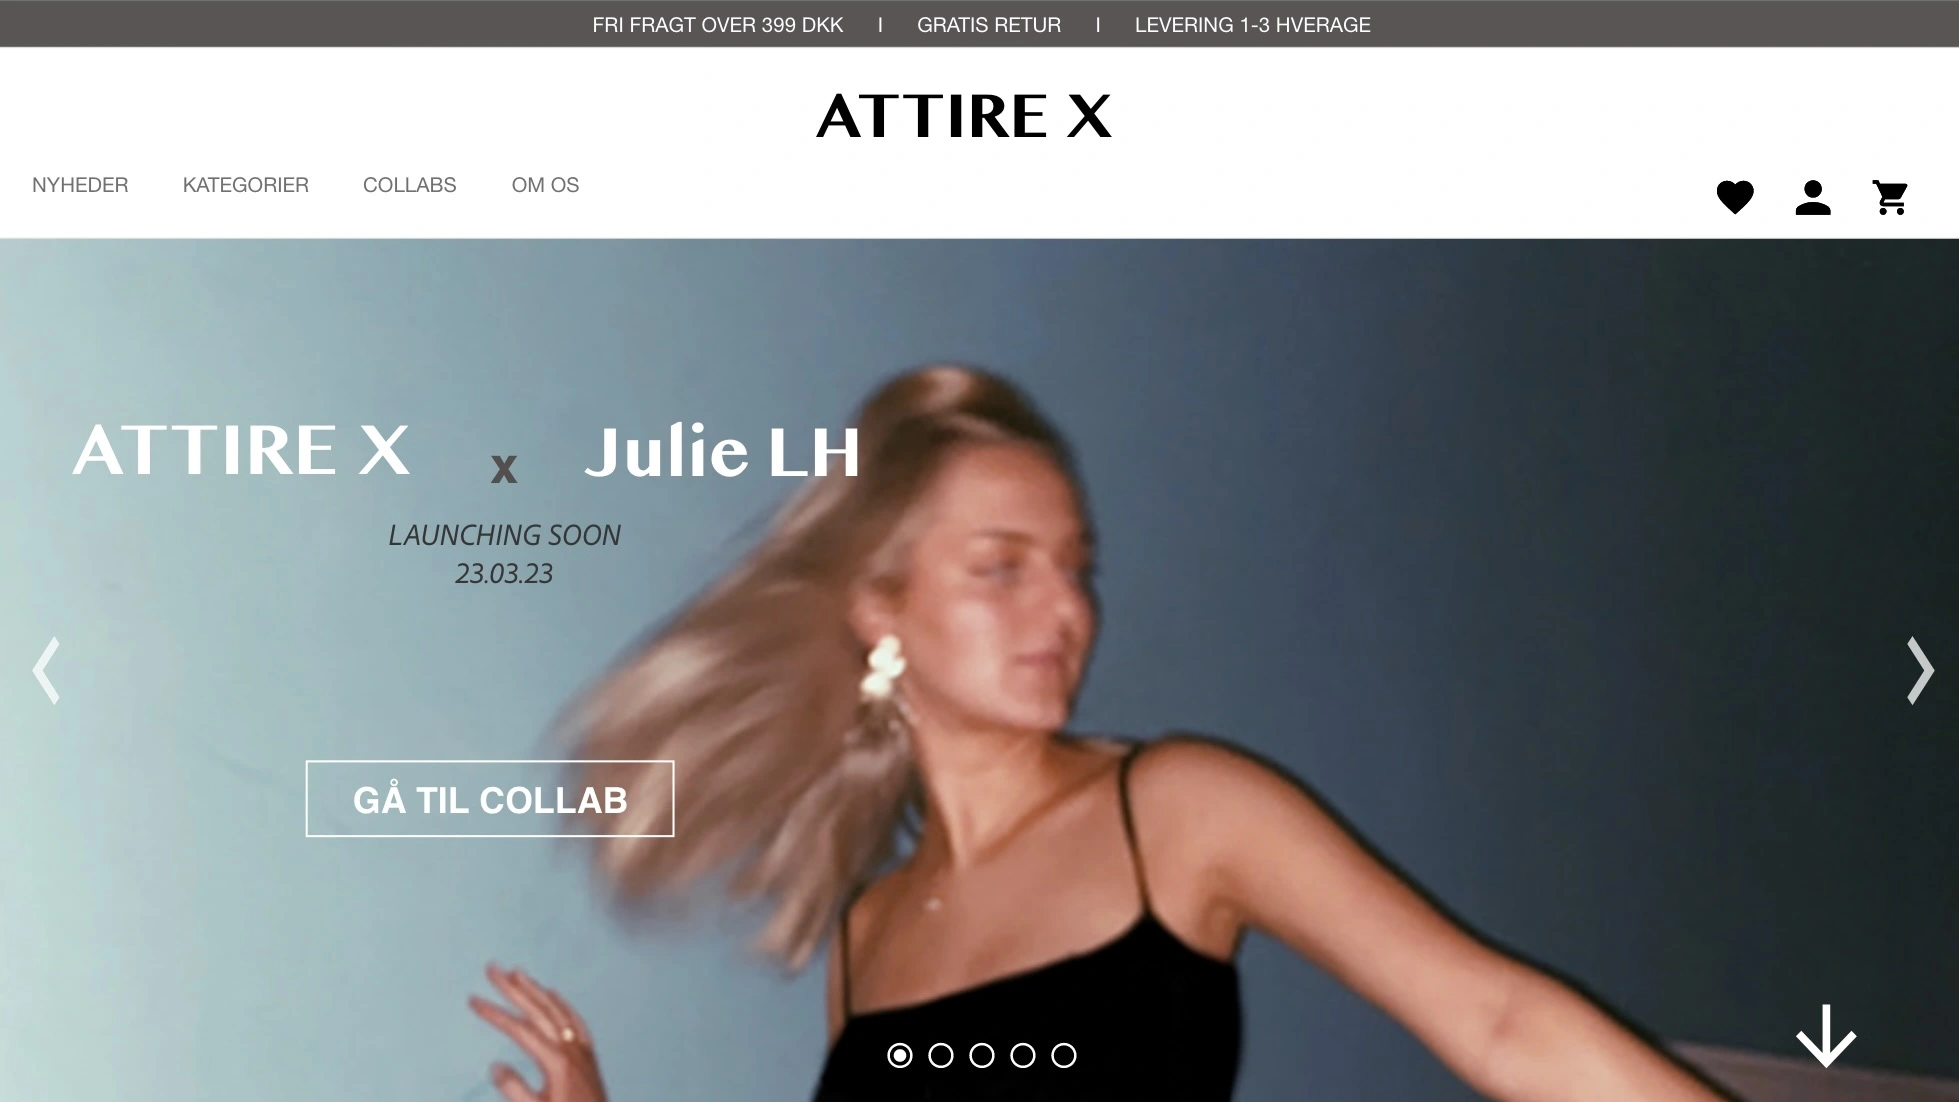 FRI FRAGT OVER 399 DKK I GRATIS RETUR I LEVERING 1-3 HVERAGE
ATTIRE X
NYHEDER KATEGORIER COLLABS OM OS
ATTIRE X x Julie LH
LAUNCHING SOON
23.03.23
GÅ TIL COLLAB